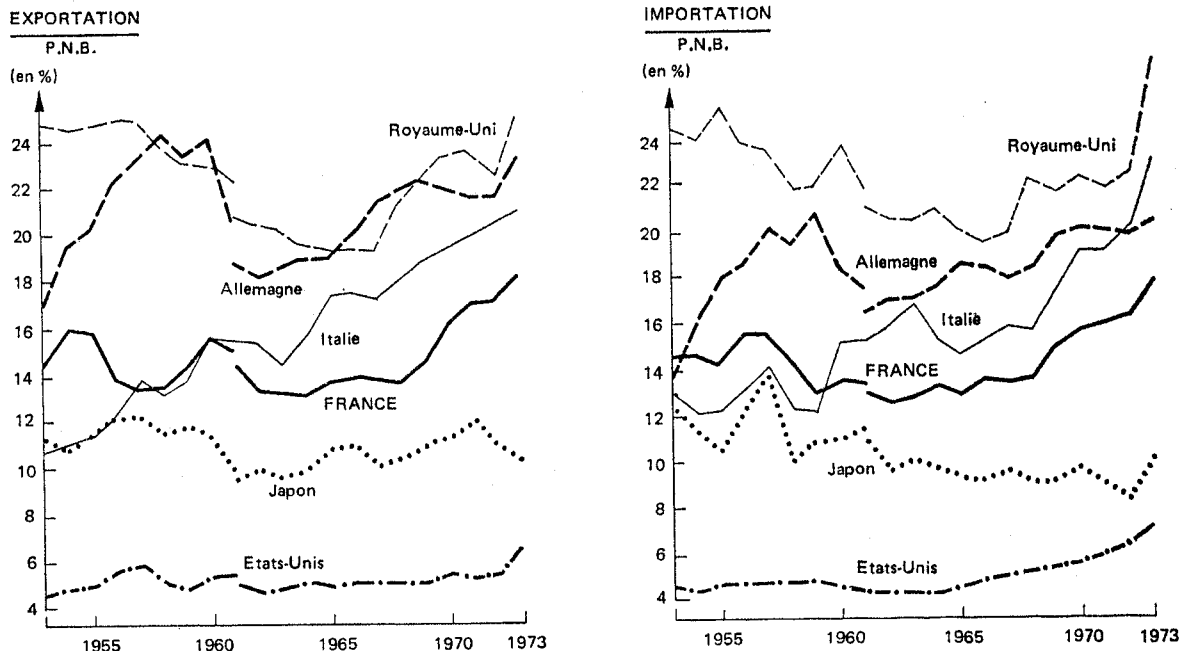 EXPORTATION
P.N.B.
(en %)
24
22
20
18
16
14
12
10
8
6
4
Royaume-Uni
Allemagne
Italie
FRANCE
Japon
Etats-Unis
1955
1960
1965
1970
1973
IMPORTATION
P.N.B.
(en %)
24
22
20
18
16
14
12
10
8
6
4
Royaume-Uni
Allemagne
Italie
FRANCE
Japon
Etats-Unis
1955
1960
1965
1970
1973